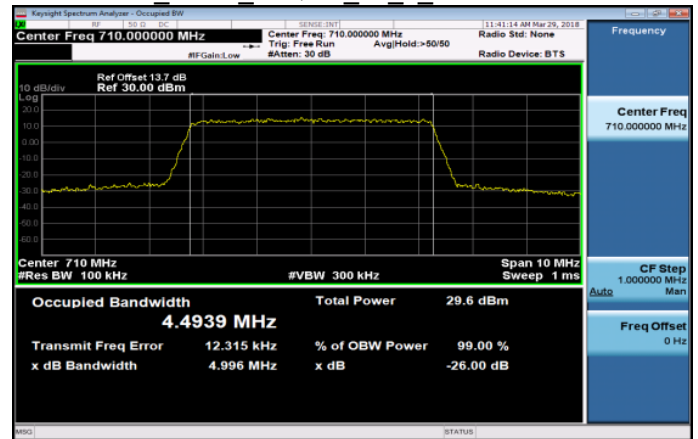 Keysight Spectrum Analyzer - Occupied BW
RF 50 Ω DC SENSE:INT 11:41:14 AM Mar 29, 2018
Center Freq 710.000000 MHz Center Freq: 710.000000 MHz Radio Std: None Frequency
Trig: Free Run Avg|Hold:>50/50
#IFGain:Low #Atten: 30 dB Radio Device: BTS
Ref Offset 13.7 dB
10 dB/div Ref 30.00 dBm
Log
20.0
10.0
0.00
-10.0
-20.0
-30.0
-40.0
-50.0
-60.0
Center Freq
710.000000 MHz
Center 710 MHz Span 10 MHz
#Res BW 100 kHz #VBW 300 kHz Sweep 1 ms
CF Step
1.000000 MHz
Auto Man
Occupied Bandwidth Total Power 29.6 dBm
4.4939 MHz
Transmit Freq Error 12.315 kHz % of OBW Power 99.00 %
x dB Bandwidth 4.996 MHz x dB -26.00 dB
Freq Offset
0 Hz
MSG STATUS